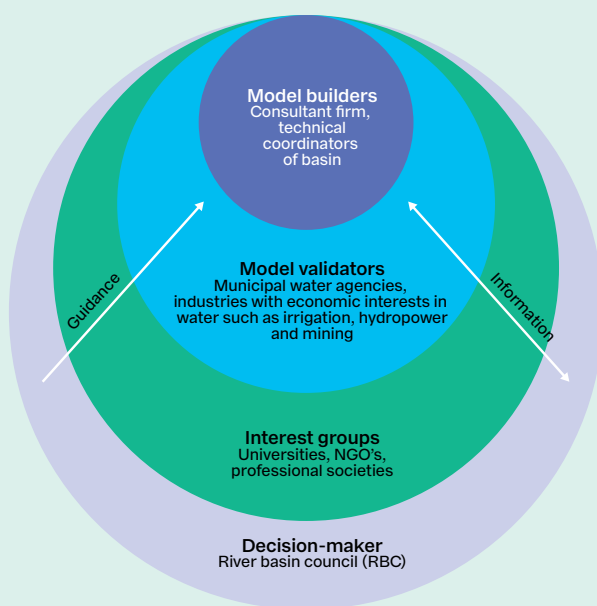 Model builders
Consultant firm,
technical
coordinators
of basin
Guidance
Information
Model validators
Municipal water agencies,
industries with economic interests in
water such as irrigation, hydropower
and mining
Interest groups
Universities, NGO's,
professional societies
Decision-maker
River basin council (RBC)